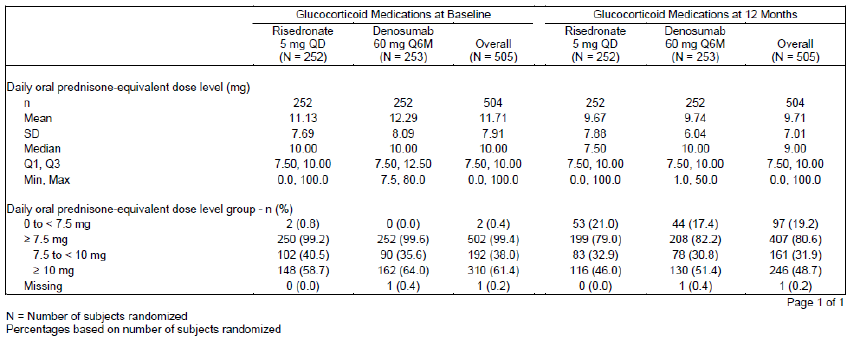 Glucocorticoid Medications at Baseline Glucocorticoid Medications at 12 Months
Risedronate 5 mg QD (N = 252) Denosumab 60 mg Q6M (N = 253) Overall (N = 505) Risedronate 5 mg QD (N = 252) Denosumab 60 mg Q6M (N = 253) Overall (N = 505)
Daily oral prednisone-equivalent dose level (mg)
n 252 252 504 252 252 504
Mean 11.13 12.29 11.71 9.67 9.74 9.71
SD 7.69 8.09 7.91 7.88 6.04 7.01
Median 10.00 10.00 10.00 7.50 10.00 9.00
Q1, Q3 7.50, 10.00 7.50, 12.50 7.50, 10.00 7.50, 10.00 7.50, 10.00 7.50, 10.00
Min, Max 0.0, 100.0 7.5, 80.0 0.0, 100.0 0.0, 100.0 1.0, 50.0 0.0, 100.0
Daily oral prednisone-equivalent dose level group - n (%)
0 to < 7.5 mg 2 (0.8) 0 (0.0) 2 (0.4) 53 (21.0) 44 (17.4) 97 (19.2)
≥ 7.5 mg 250 (99.2) 252 (99.6) 502 (99.4) 199 (79.0) 208 (82.2) 407 (80.6)
7.5 to < 10 mg 102 (40.5) 90 (35.6) 192 (38.0) 83 (32.9) 78 (30.8) 161 (31.9)
≥ 10 mg 148 (58.7) 162 (64.0) 310 (61.4) 116 (46.0) 130 (51.4) 246 (48.7)
Missing 0 (0.0) 1 (0.4) 1 (0.2) 0 (0.0) 1 (0.4) 1 (0.2)
Page 1 of 1
N = Number of subjects randomized
Percentages based on number of subjects randomized